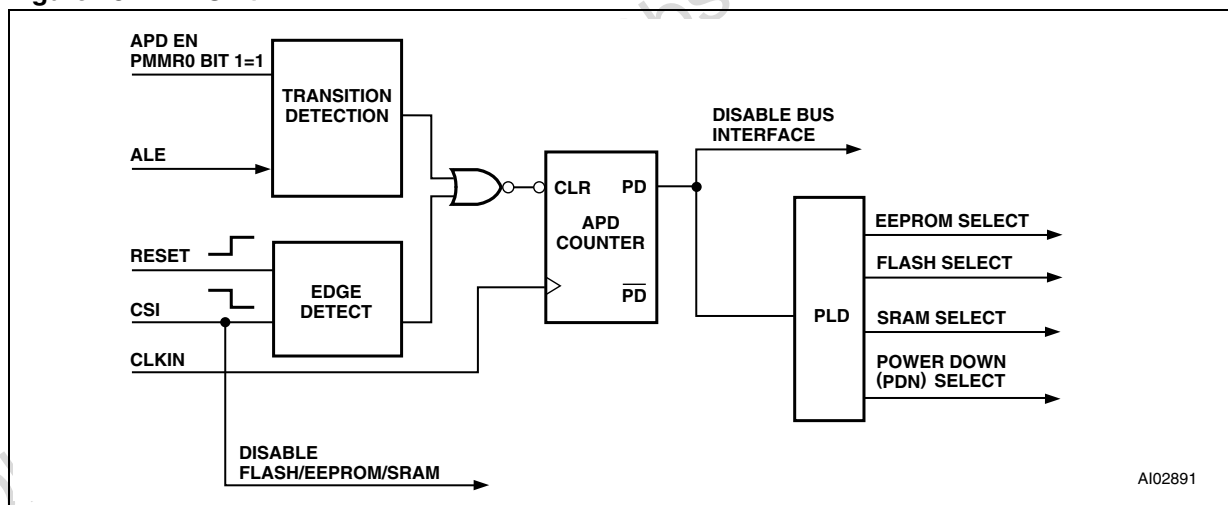 APD EN
PMMR0 BIT 1=1
TRANSITION
DETECTION
ALE
DISABLE BUS
INTERFACE
CLR PD
APD
COUNTER
PD
RESET
CSI
EDGE
DETECT
CLKIN
PLD
EEPROM SELECT
FLASH SELECT
SRAM SELECT
POWER DOWN
(PDN) SELECT
DISABLE
FLASH/EEPROM/SRAM
AI02891